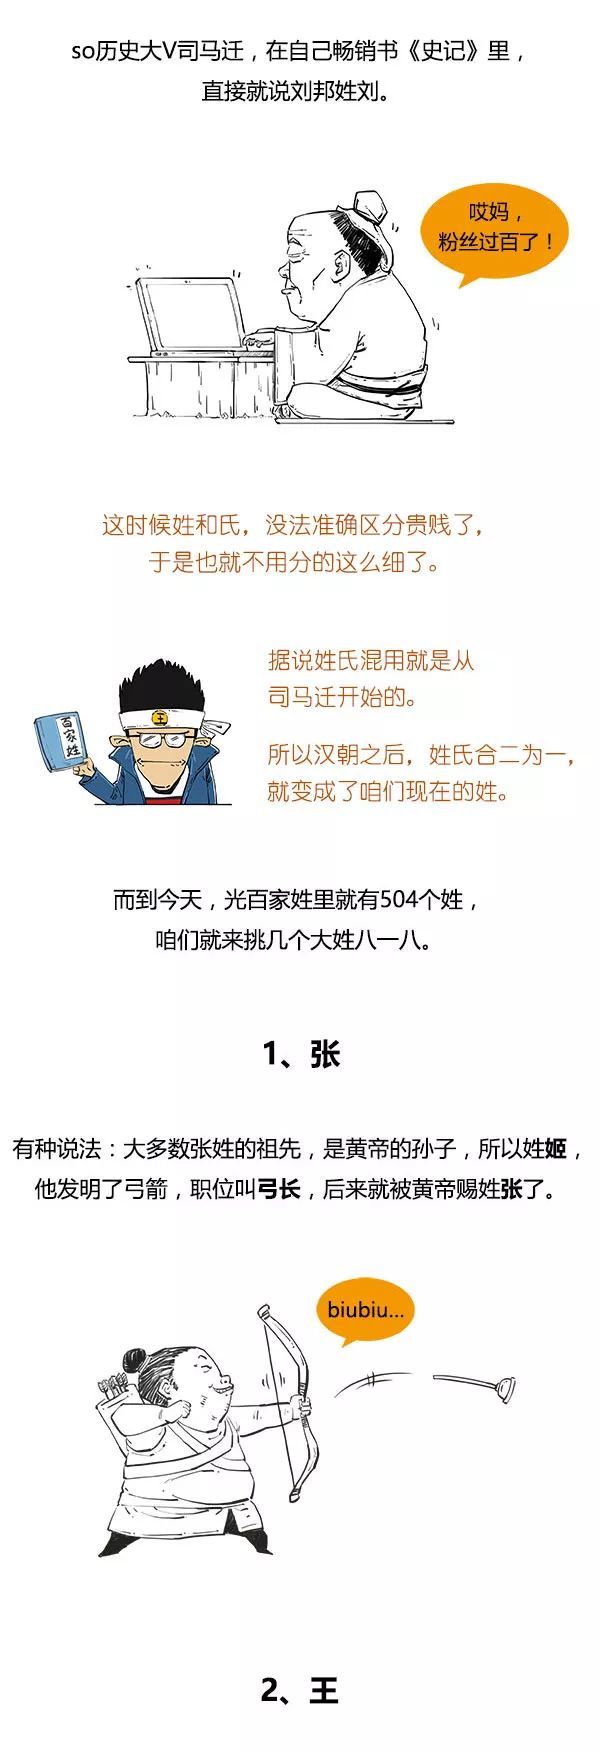 so历史大V司马迁，在自己畅销书《史记》里，
直接就说刘邦姓刘。
哎妈，
粉丝过百了！
这时候姓和氏，没法准确区分贵贱了，
于是也就不用分的这么细了。
百家姓
王
据说姓氏混用就是从
司马迁开始的。
所以汉朝之后，姓氏合二为一，
就变成了咱们现在的姓。
而到今天，光百家姓里就有504个姓，
咱们就来挑几个大姓八一八。
1、张
有种说法：大多数张姓的祖先，是黄帝的孙子，所以姓姬，
他发明了弓箭，职位叫弓长，后来就被黄帝赐姓张了。
biubiu...
2、王